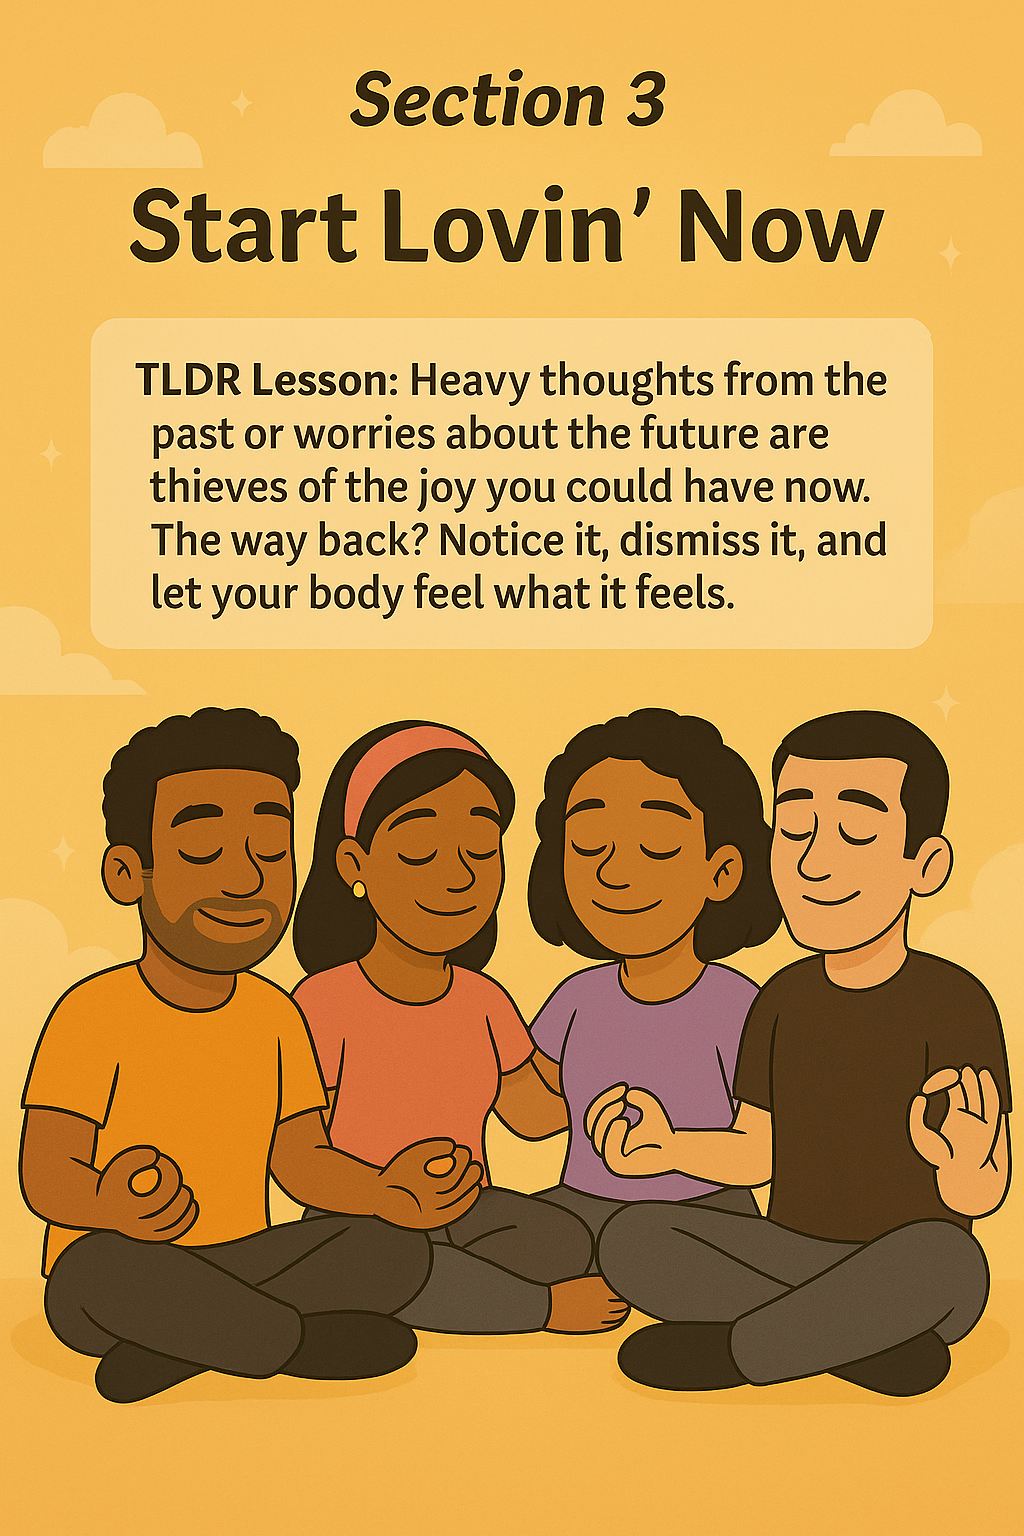 Section 3
Start Lovin’ Now
TLDR Lesson: Heavy thoughts from the
past or worries about the future are
thieves of the joy you could have now.
The way back? Notice it, dismiss it, and
let your body feel what it feels.